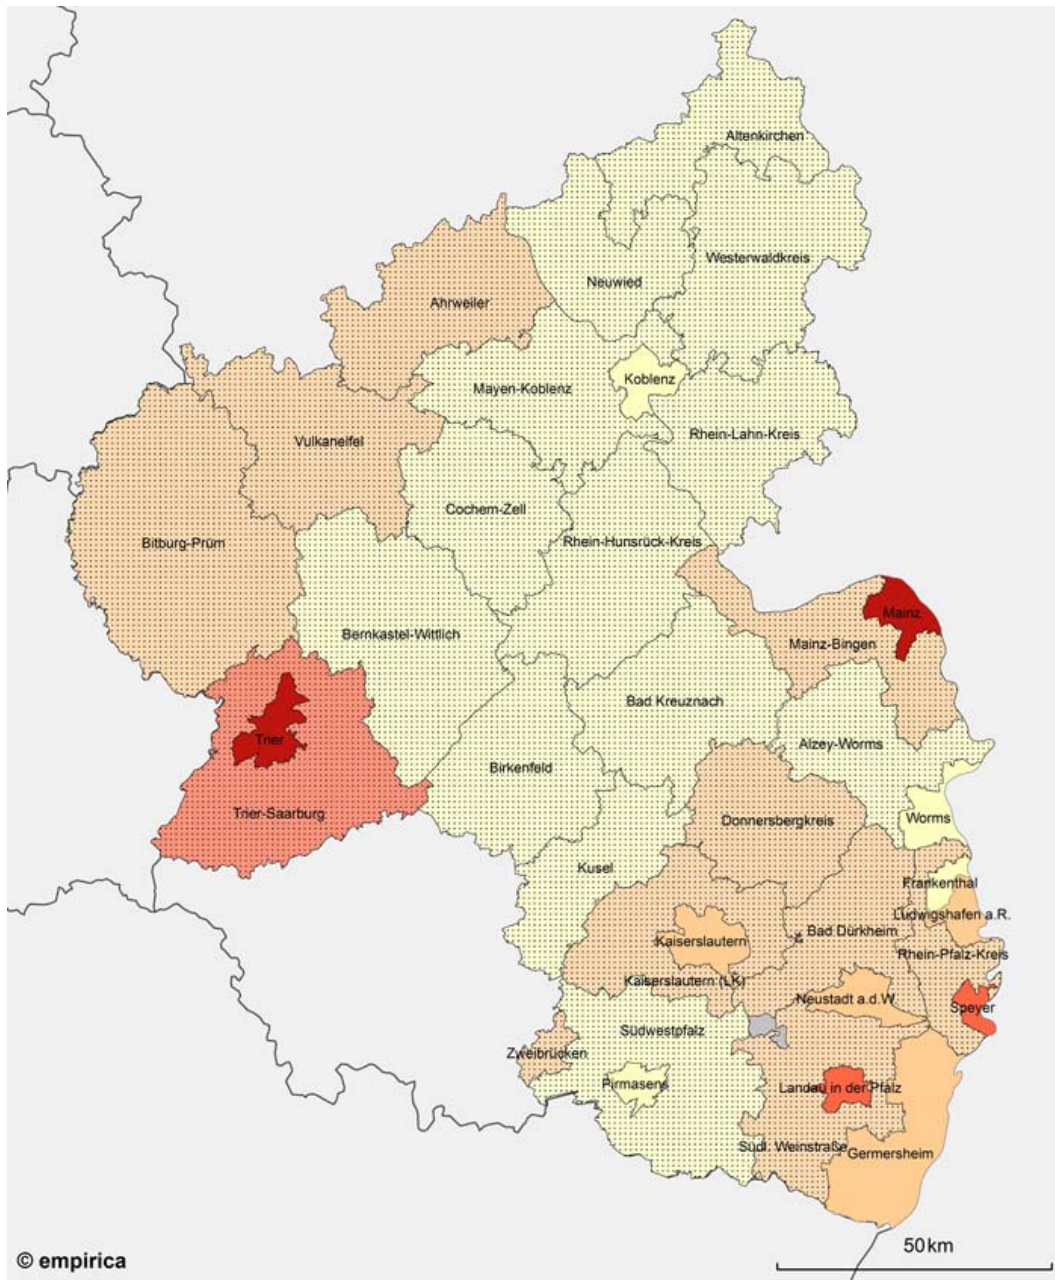 Altenkirchen
Westerwaldkreis
Neuwied
Ahrweiler
Koblenz
Mayen-Koblenz
Rhein-Lahn-Kreis
Vulkaneifel
Cochem-Zell
Rhein-Hunsrück-Kreis
Bitburg-Prüm
Mainz
Bernkastel-Wittlich
Mainz-Bingen
Bad Kreuznach
Trier
Alzey-Worms
Birkenfeld
Trier-Saarburg
Donnersbergkreis
Worms
Kusel
Frankenthal
Ludwigshafen a.R.
Bad Dürkheim
Kaiserslautern
Rhein-Pfalz-Kreis
Kaiserslautern (LK)
Neustadt a.d.W.
Speyer
Südwestpfalz
Zweibrücken
Pirmasens
Landau in der Pfalz
Südl. Weinstraße
Germersheim
50 km
© empirica